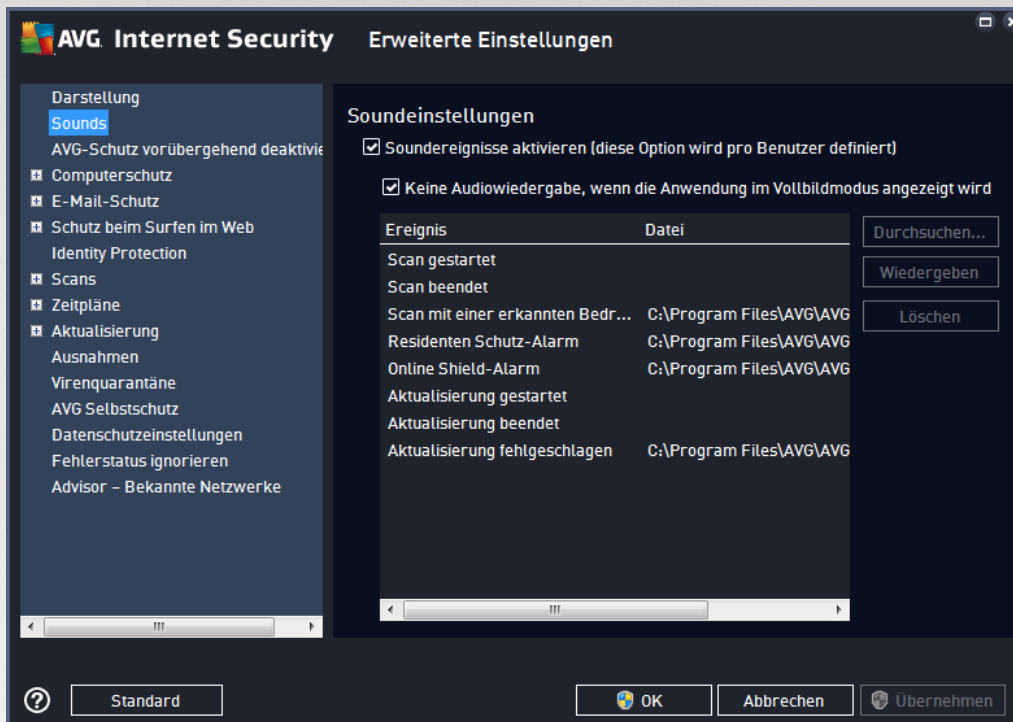 AVG Internet Security Erweiterte Einstellungen
Darstellung
Sounds
AVG-Schutz vorübergehend deaktivie
Computerschutz
E-Mail-Schutz
Schutz beim Surfen im Web
Identity Protection
Scans
Zeitpläne
Aktualisierung
Ausnahmen
Virenquarantäne
AVG Selbstschutz
Datenschutzeinstellungen
Fehlerstatus ignorieren
Advisor – Bekannte Netzwerke
Soundeinstellungen
Soundereignisse aktivieren (diese Option wird pro Benutzer definiert)
Keine Audiowiedergabe, wenn die Anwendung im Vollbildmodus angezeigt wird
Ereignis Datei
Scan gestartet
Scan beendet
Scan mit einer erkannten Bedr... C:\Program Files\AVG\AVG
Residenten Schutz-Alarm C:\Program Files\AVG\AVG
Online Shield-Alarm C:\Program Files\AVG\AVG
Aktualisierung gestartet
Aktualisierung beendet
Aktualisierung fehlgeschlagen C:\Program Files\AVG\AVG
Durchsuchen...
Wiedergeben
Löschen
Standard
OK
Abbrechen
Übernehmen